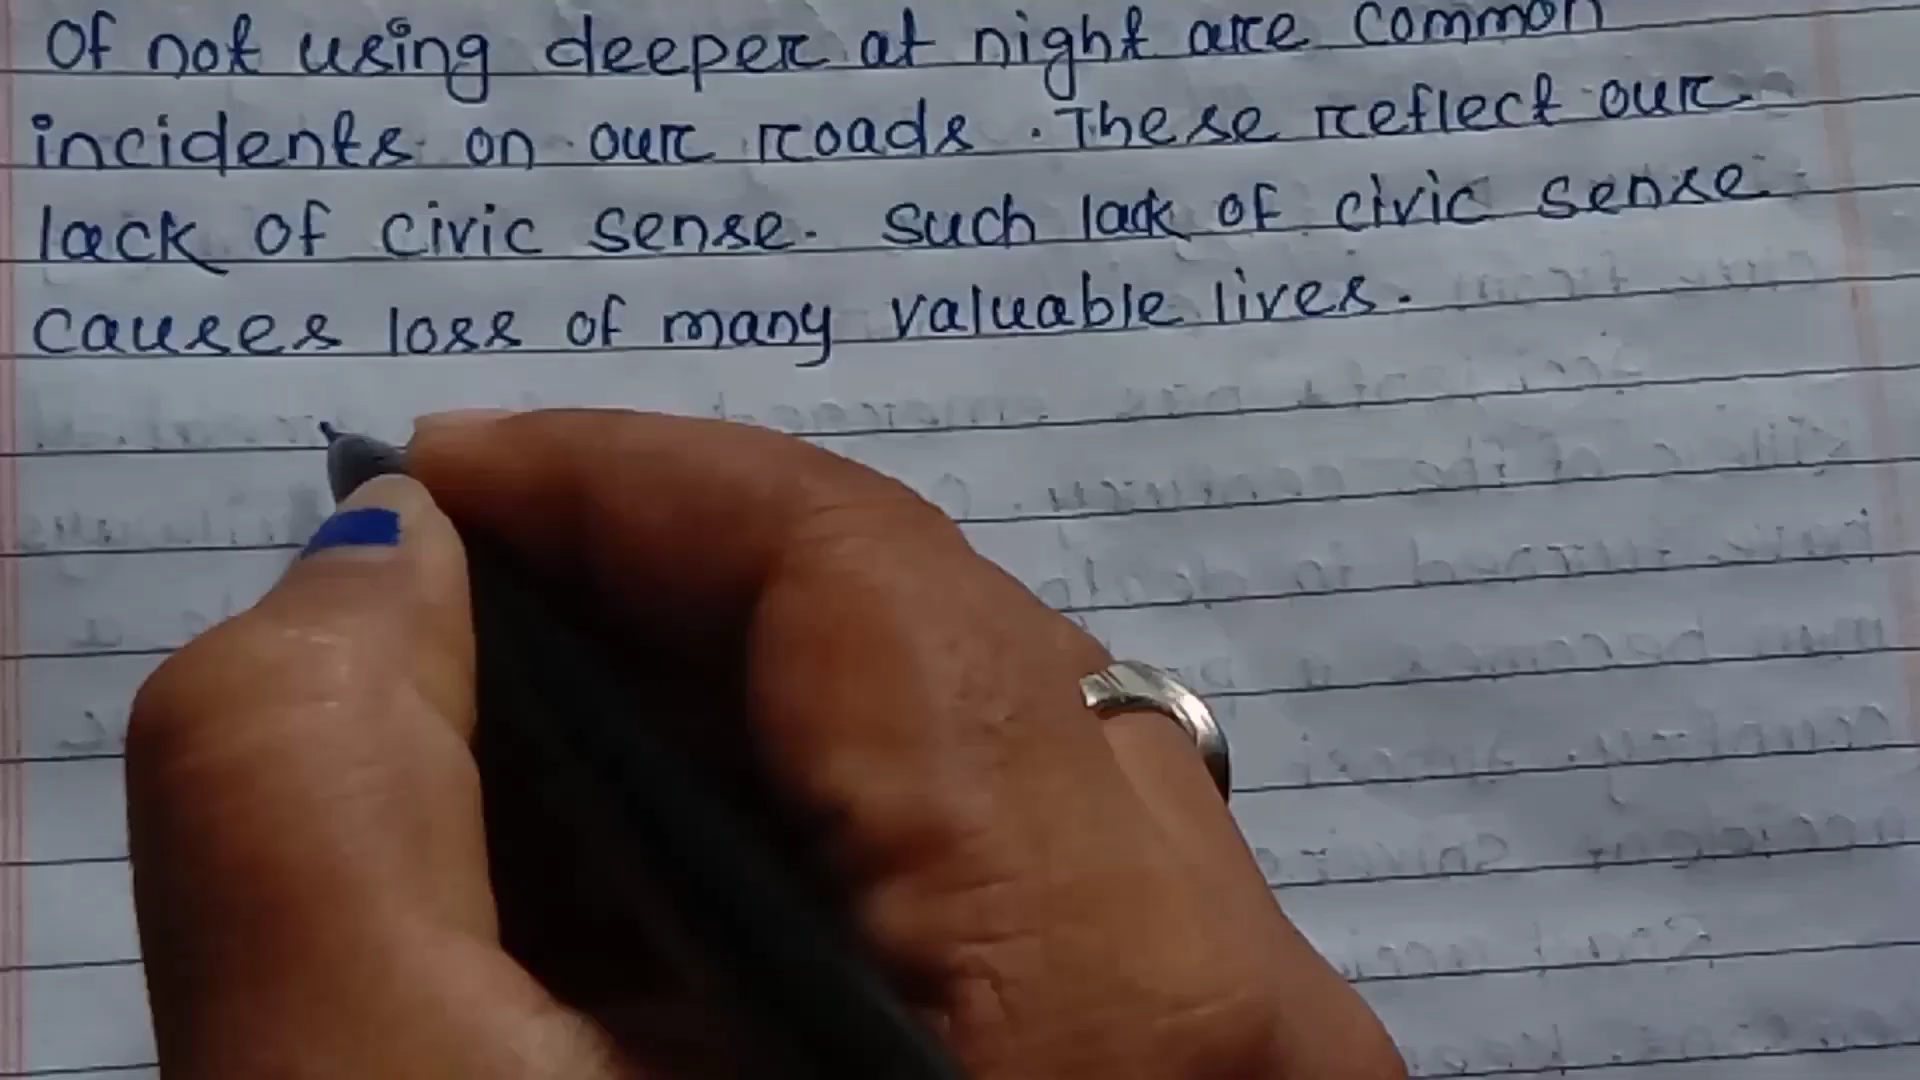 Of not using deeper at night are common
incidents on our roads. These reflect our
lack of civic sense. Such lack of civic sense
causes loss of many valuable lives.